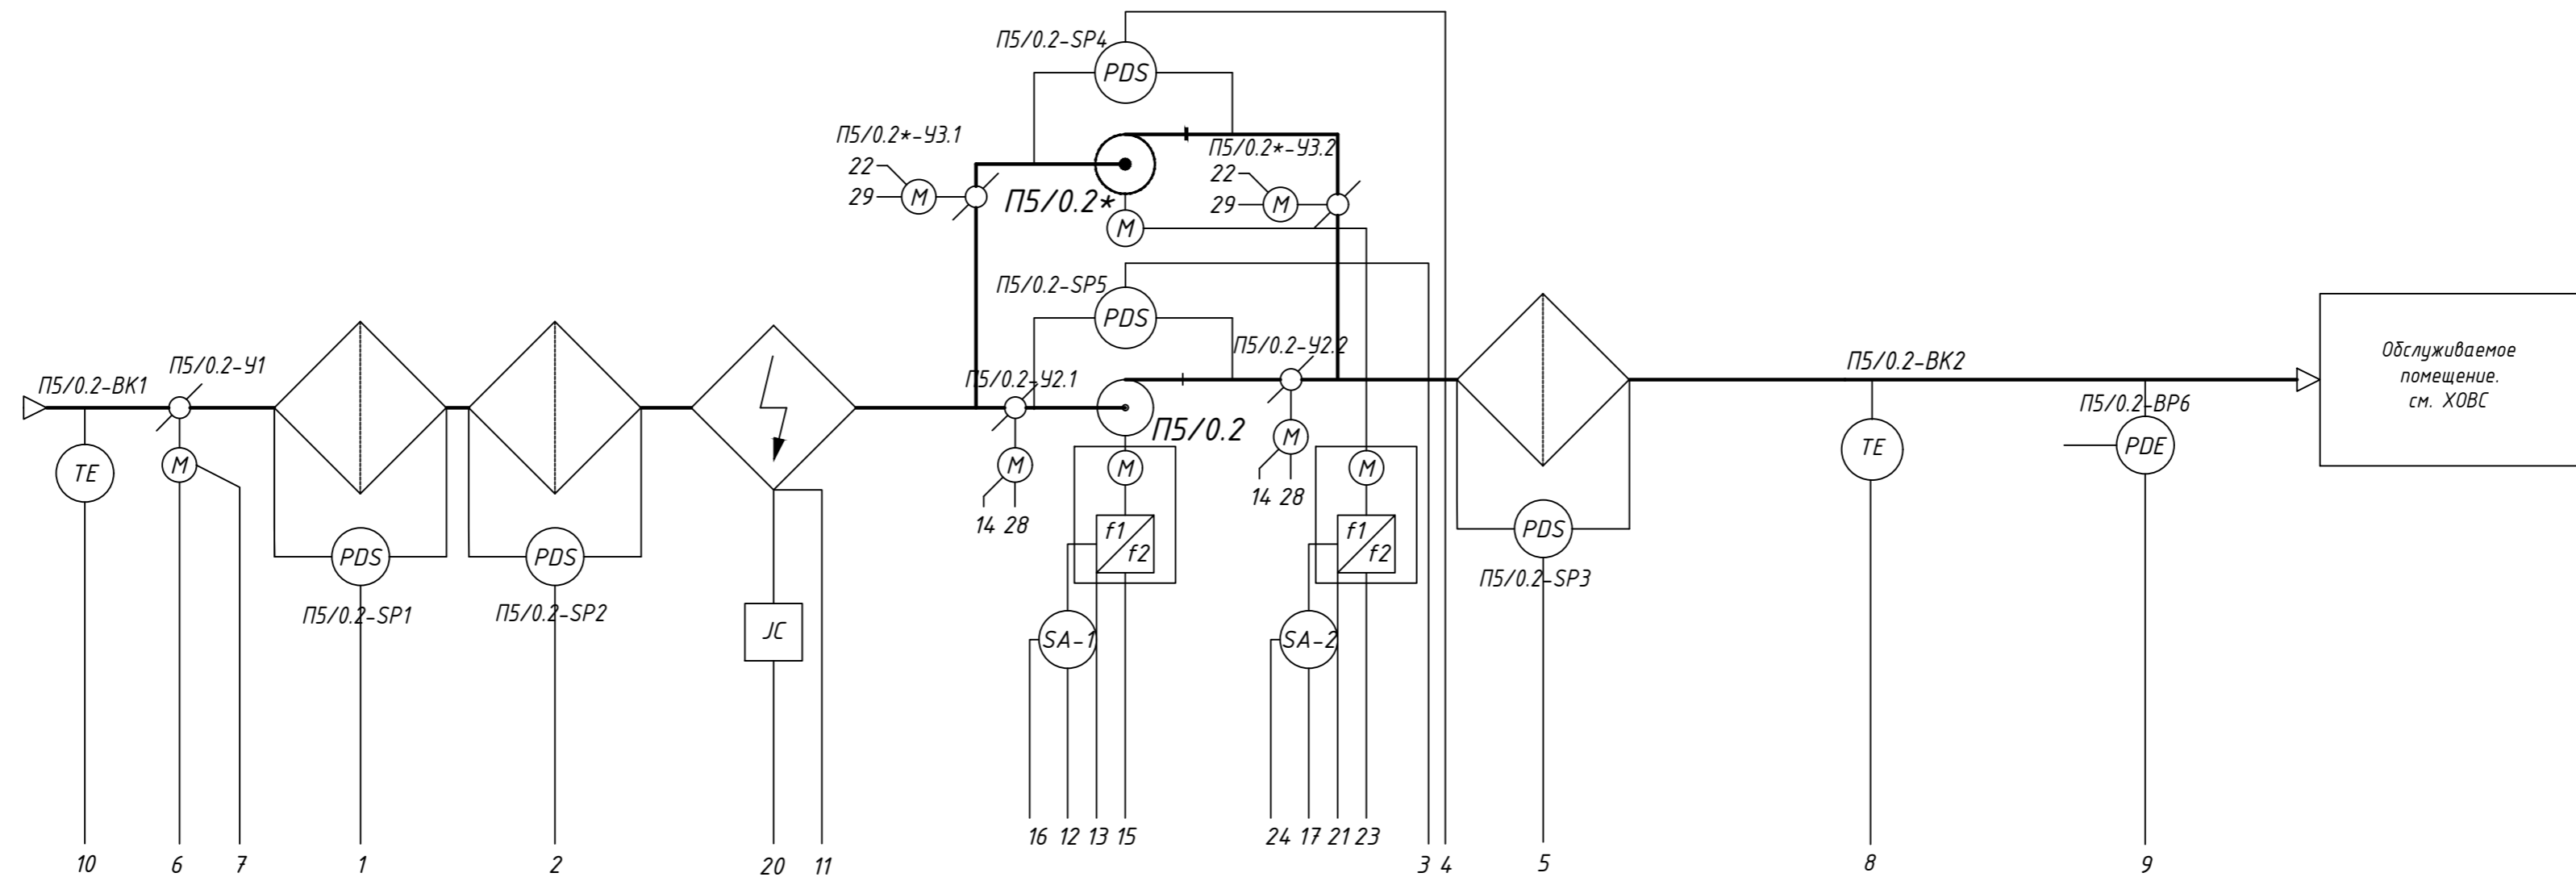 П5/0.2-SP4
PDS
П5/0.2*-У3.1
22
29
M
П5/0.2*
M
П5/0.2*-У3.2
22
29
M
П5/0.2-SP5
PDS
П5/0.2-ВК1
TE
П5/0.2-У1
M
PDS
П5/0.2-SP1
PDS
П5/0.2-SP2
JC
П5/0.2-У2.1
M
14 28
П5/0.2
П5/0.2-У2.2
M
14 28
M
f1
f2
SA-1
M
f1
f2
SA-2
PDS
П5/0.2-SP3
П5/0.2-ВК2
TE
П5/0.2-ВР6
PDE
Обслуживаемое
помещение.
см. ХОВС
16 12 13 15
24 17 21 23
10 6 7 1 2 20 11 3 4 5 8 9